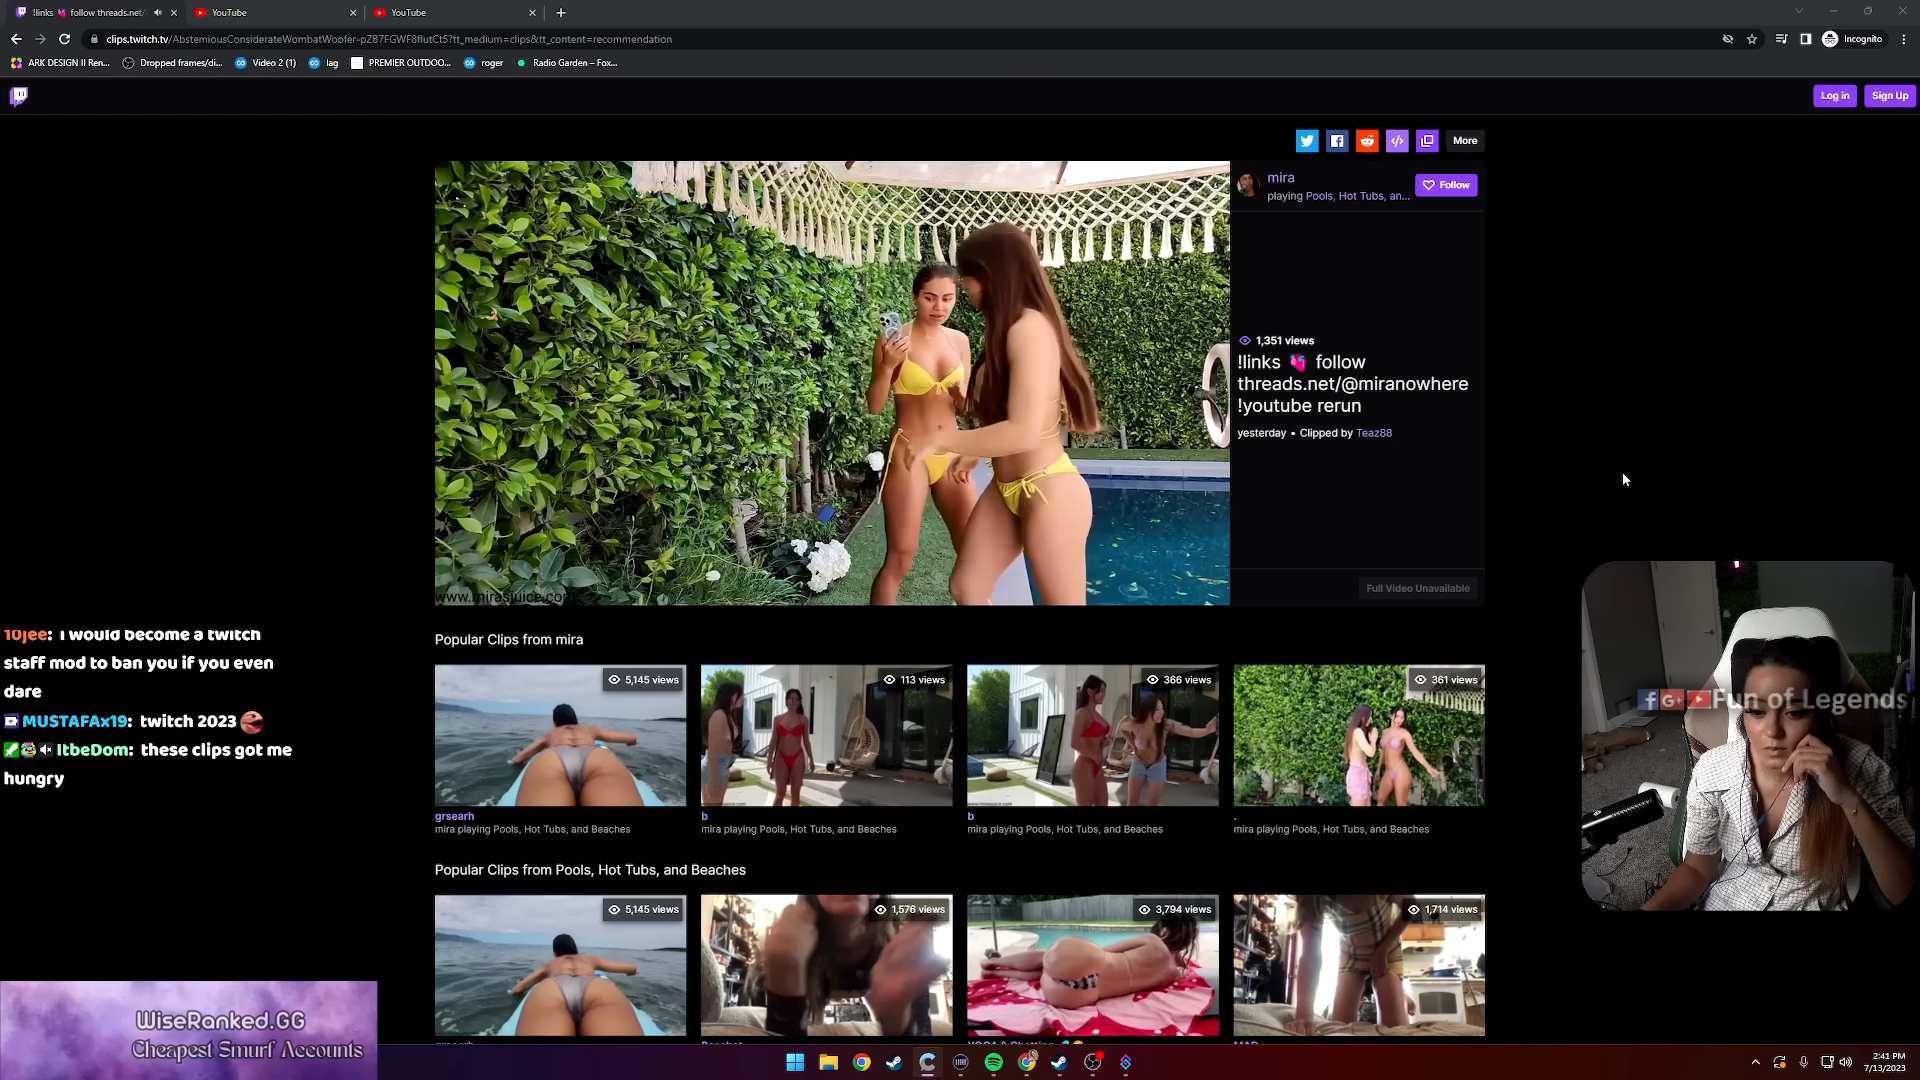 !links 💘 follow threads.net/
YouTube
YouTube
clips.twitch.tv/AbstemiousConsiderateWombatWoofer-pZB7FGWF8flutCt5?tt_medium=clips&tt_content=recommendation
Incognito
ARK DESIGN II Ren...
Dropped frames/di...
Video 2 (1)
lag
PREMIER OUTDOO...
roger
Radio Garden – Fox...
Log in
Sign Up
More
mira
playing Pools, Hot Tubs, an...
Follow
1,351 views
!links 💘 follow
threads.net/@miranowhere
!youtube rerun
yesterday • Clipped by Teaz88
Full Video Unavailable
www.mirasjuice.com
10jee: i would become a twitch
staff mod to ban you if you even
dare
MUSTAFAx19: twitch 2023
ItbeDom: these clips got me
hungry
Popular Clips from mira
5,145 views
113 views
366 views
361 views
grsearh
b
b
.
mira playing Pools, Hot Tubs, and Beaches
mira playing Pools, Hot Tubs, and Beaches
mira playing Pools, Hot Tubs, and Beaches
mira playing Pools, Hot Tubs, and Beaches
Fun of Legends
Popular Clips from Pools, Hot Tubs, and Beaches
5,145 views
1,576 views
3,794 views
1,714 views
WiseRanked.GG
Cheapest Smurf Accounts
2:41 PM
7/13/2023